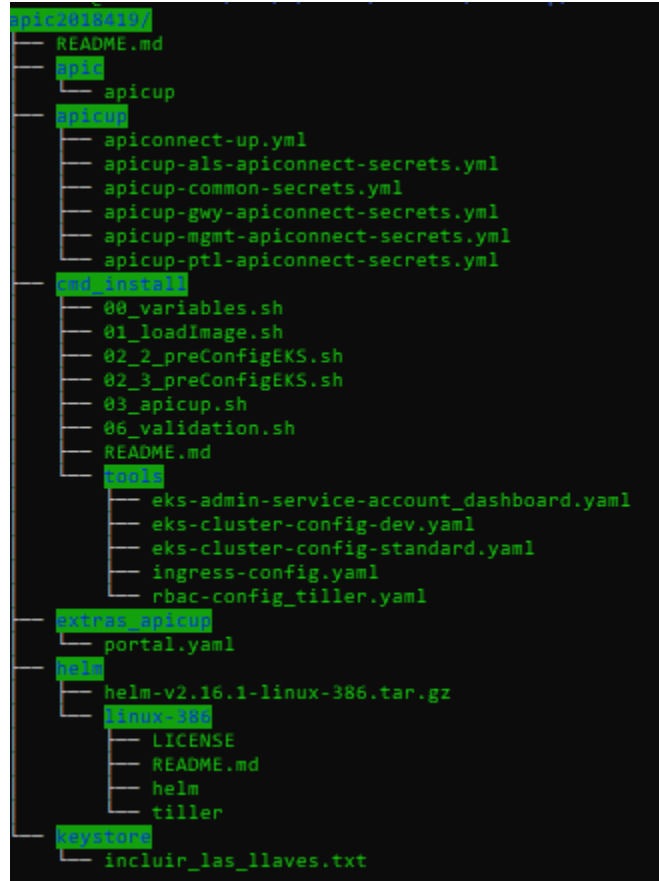 apic2018419/
├── README.md
├── apic
│   └── apicup
├── apicup
│   ├── apiconnect-up.yml
│   ├── apicup-als-apiconnect-secrets.yml
│   ├── apicup-common-secrets.yml
│   ├── apicup-gwy-apiconnect-secrets.yml
│   ├── apicup-mgmt-apiconnect-secrets.yml
│   └── apicup-ptl-apiconnect-secrets.yml
├── cmd_install
│   ├── 00_variables.sh
│   ├── 01_loadImage.sh
│   ├── 02_2_preConfigEKS.sh
│   ├── 02_3_preConfigEKS.sh
│   ├── 03_apicup.sh
│   ├── 06_validation.sh
│   ├── README.md
│   └── tools
│       ├── eks-admin-service-account_dashboard.yaml
│       ├── eks-cluster-config-dev.yaml
│       ├── eks-cluster-config-standard.yaml
│       ├── ingress-config.yaml
│       └── rbac-config_tiller.yaml
├── extras_apicup
│   └── portal.yaml
├── helm
│   ├── helm-v2.16.1-linux-386.tar.gz
│   └── linux-386
│       ├── LICENSE
│       ├── README.md
│       ├── helm
│       └── tiller
└── keystore
    └── incluir_las_llaves.txt